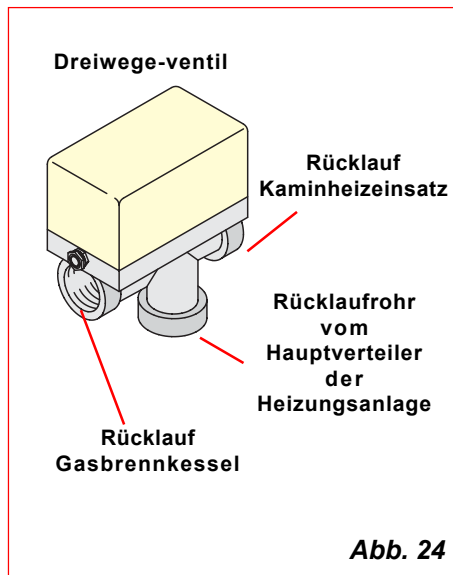 Dreiwege-ventil
Rücklauf
Kaminheizeinsatz
Rücklaufrohr
vom
Hauptverteiler
der
Heizungsanlage
Rücklauf
Gasbrennkessel
Abb. 24